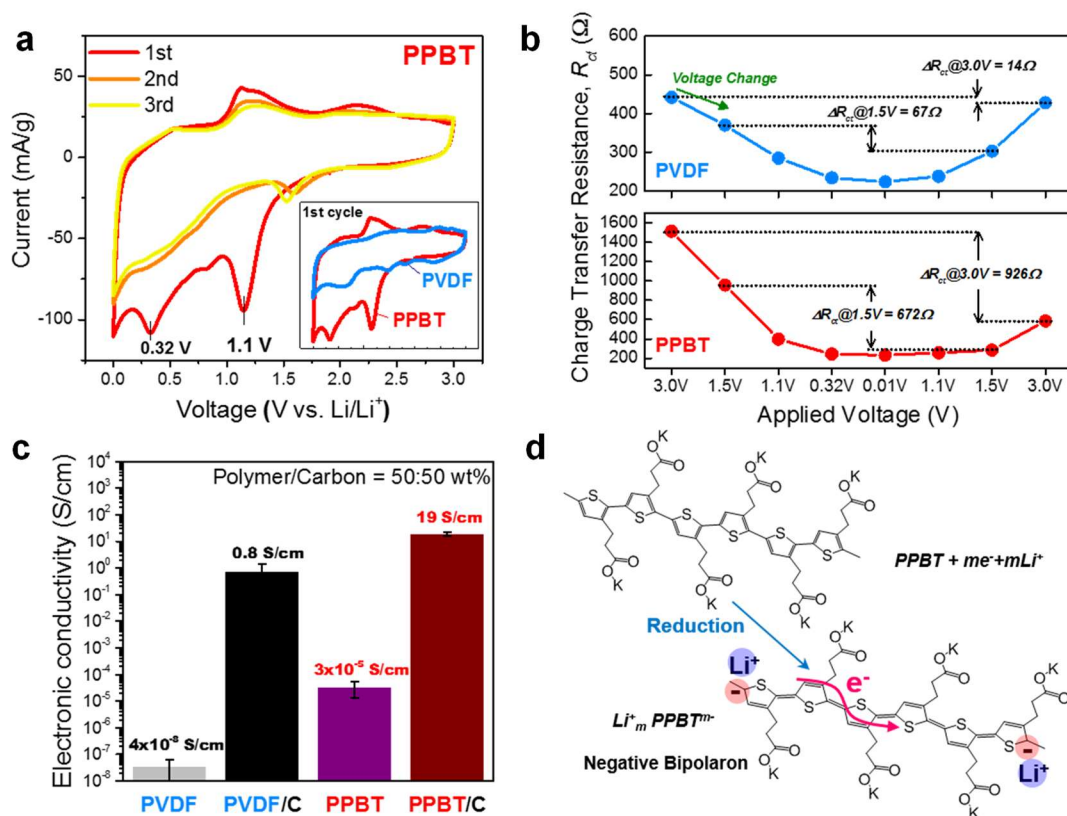 a
PPBT
1st
2nd
3rd
Current (mA/g)
50
0
-50
-100
0.32 V
1.1 V
1st cycle
PVDF
PPBT
0.0
0.5
1.0
1.5
2.0
2.5
3.0
Voltage (V vs. Li/Li⁺)
b
Charge Transfer Resistance, R_ct (Ω)
600
500
400
300
200
Voltage Change
ΔR_ct@3.0V = 14Ω
ΔR_ct@1.5V = 67Ω
PVDF
1600
1400
1200
1000
800
600
400
200
ΔR_ct@3.0V = 926Ω
ΔR_ct@1.5V = 672Ω
PPBT
3.0V
1.5V
1.1V
0.32V
0.01V
1.1V
1.5V
3.0V
Applied Voltage (V)
c
Electronic conductivity (S/cm)
Polymer/Carbon = 50:50 wt%
10⁴
10³
10²
10¹
10⁰
10⁻¹
10⁻²
10⁻³
10⁻⁴
10⁻⁵
10⁻⁶
10⁻⁷
10⁻⁸
4x10⁻⁸ S/cm
0.8 S/cm
3x10⁻⁵ S/cm
19 S/cm
PVDF
PVDF/C
PPBT
PPBT/C
d
K
K
K
O
O
O
O
O
O
S
S
S
S
S
S
O
O
O
O
O
O
K
K
K
PPBT + me⁻+mLi⁺
Reduction
K
K
K
O
O
O
O
O
O
Li⁺
-
e⁻
S
S
S
S
S
S
-
Li⁺
Li⁺ₘ PPBTᵐ⁻
Negative Bipolaron
O
O
O
O
O
O
K
K
K